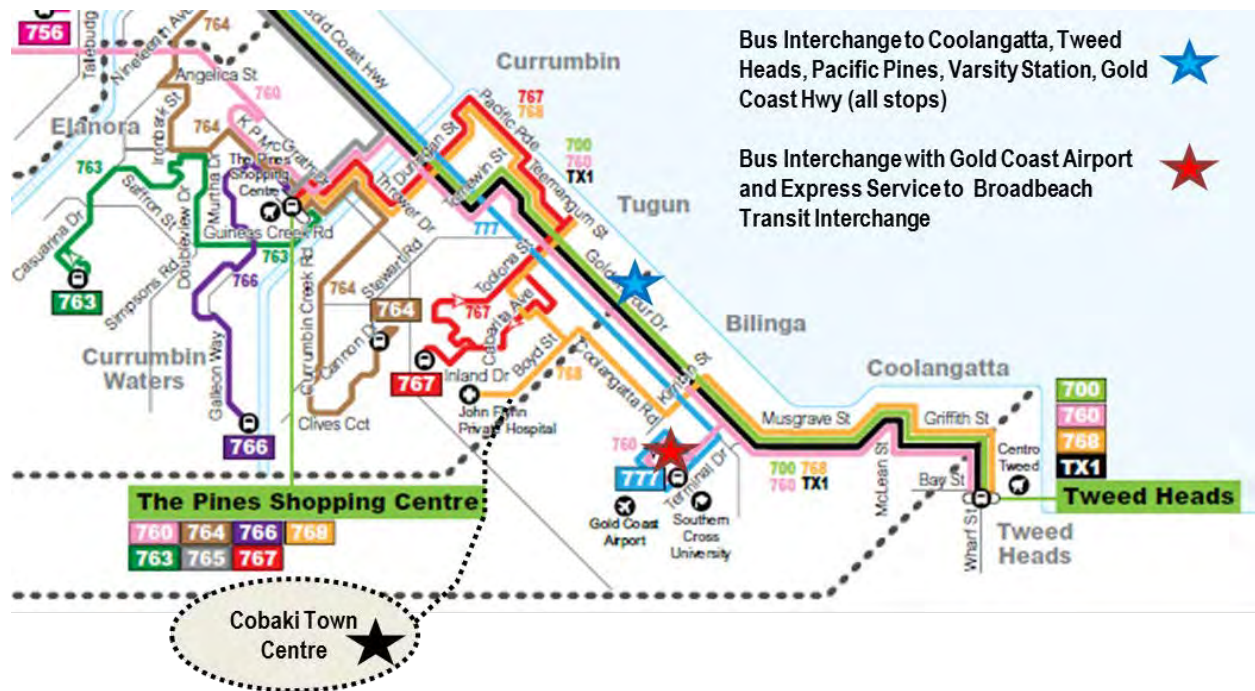 756
Tallebudg
Nineteenth Ave
764
Gold Coast Hwy
Currumbin
Bus Interchange to Coolangatta, Tweed
Heads, Pacific Pines, Varsity Station, Gold
Coast Hwy (all stops)
Angelica St
760
Pacific Pde
767
768
Elanora
Ironbark St
764
K P McGrath Dr
Duringan St
700
760
TX1
Bus Interchange with Gold Coast Airport
and Express Service to Broadbeach
Transit Interchange
763
The Pines
Shopping
Centre
Murtha Dr
Thrower Dr
Toolona St
Teemangum St
Saffron St
Tugun
Casuarina Dr
Doubleview Dr
Guineas Creek Rd
777
763
Simpsons Rd
766
764
Stewart Rd
Currumbin Creek Rd
763
764
767
Cabarita Ave
Bilinga
Currumbin
Waters
Galleon Way
Cannon Dr
767
Inland Dr
Boyd St
768
Coolangatta Rd
Kirribin St
Coolangatta
766
Clives Cct
John Flynn
Private Hospital
Musgrave St
Griffith St
700
760
768
TX1
760
777
Terminal Dr
700 768
760 TX1
McLean St
Bay St
Centro
Tweed
The Pines Shopping Centre
Tweed Heads
760 764 766 768
763 765 767
Gold Coast
Airport
Southern
Cross
University
Wharf St
Tweed
Heads
Cobaki Town
Centre